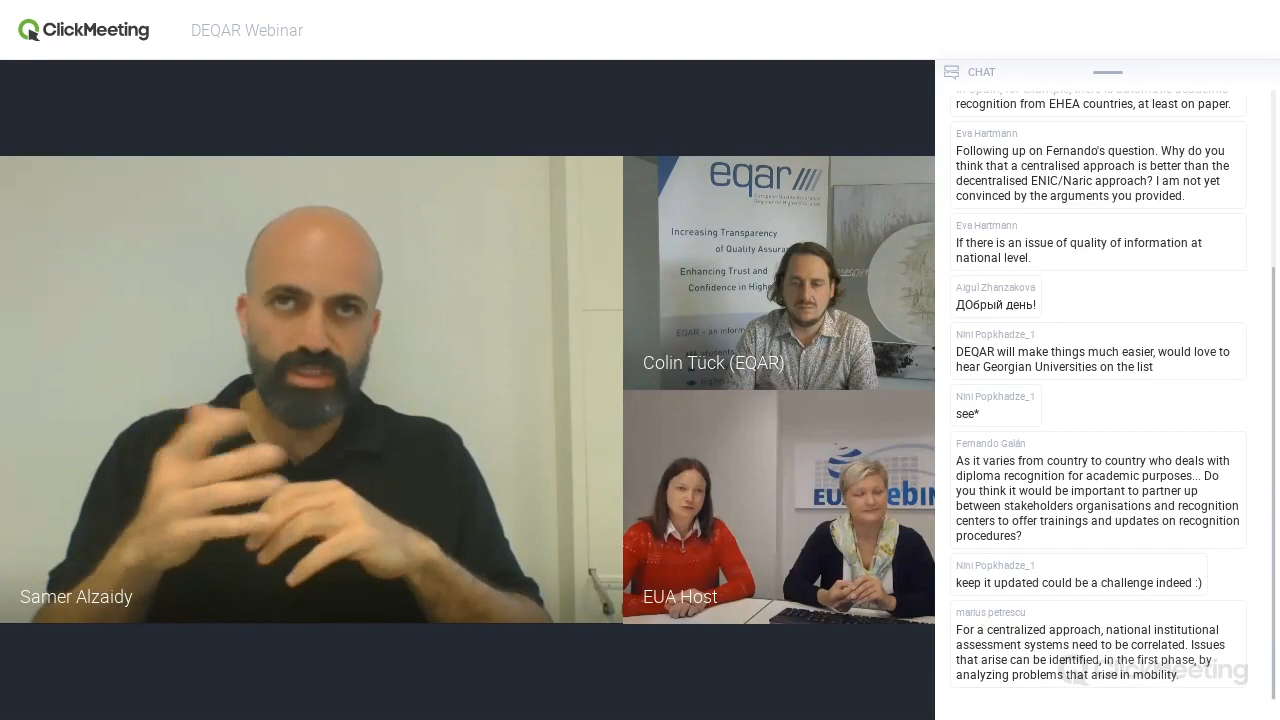 ClickMeeting
DEQAR Webinar
CHAT
recognition from EHEA countries, at least on paper.
Eva Hartmann
Following up on Fernando's question. Why do you
think that a centralised approach is better than the
decentralised ENIC/Naric approach? I am not yet
convinced by the arguments you provided.
Eva Hartmann
If there is an issue of quality of information at
national level.
Aigul Zhanzakova
ДОбрый день!
Nini Popkhadze_1
DEQAR will make things much easier, would love to
hear Georgian Universities on the list
Nini Popkhadze_1
see*
Fernando Galán
As it varies from country to country who deals with
diploma recognition for academic purposes... Do
you think it would be important to partner up
between stakeholders organisations and recognition
centers to offer trainings and updates on recognition
procedures?
Nini Popkhadze_1
keep it updated could be a challenge indeed :)
marius petrescu
For a centralized approach, national institutional
assessment systems need to be correlated. Issues
that arise can be identified, in the first phase, by
analyzing problems that arise in mobility.
ClickMeeting
eqar
Increasing Transparency
of Quality Assura
Enhancing Trust and
Confidence in Highe
EQAR – an inform
Colin Tück (EQAR)
Samer Alzaidy
EUA Host